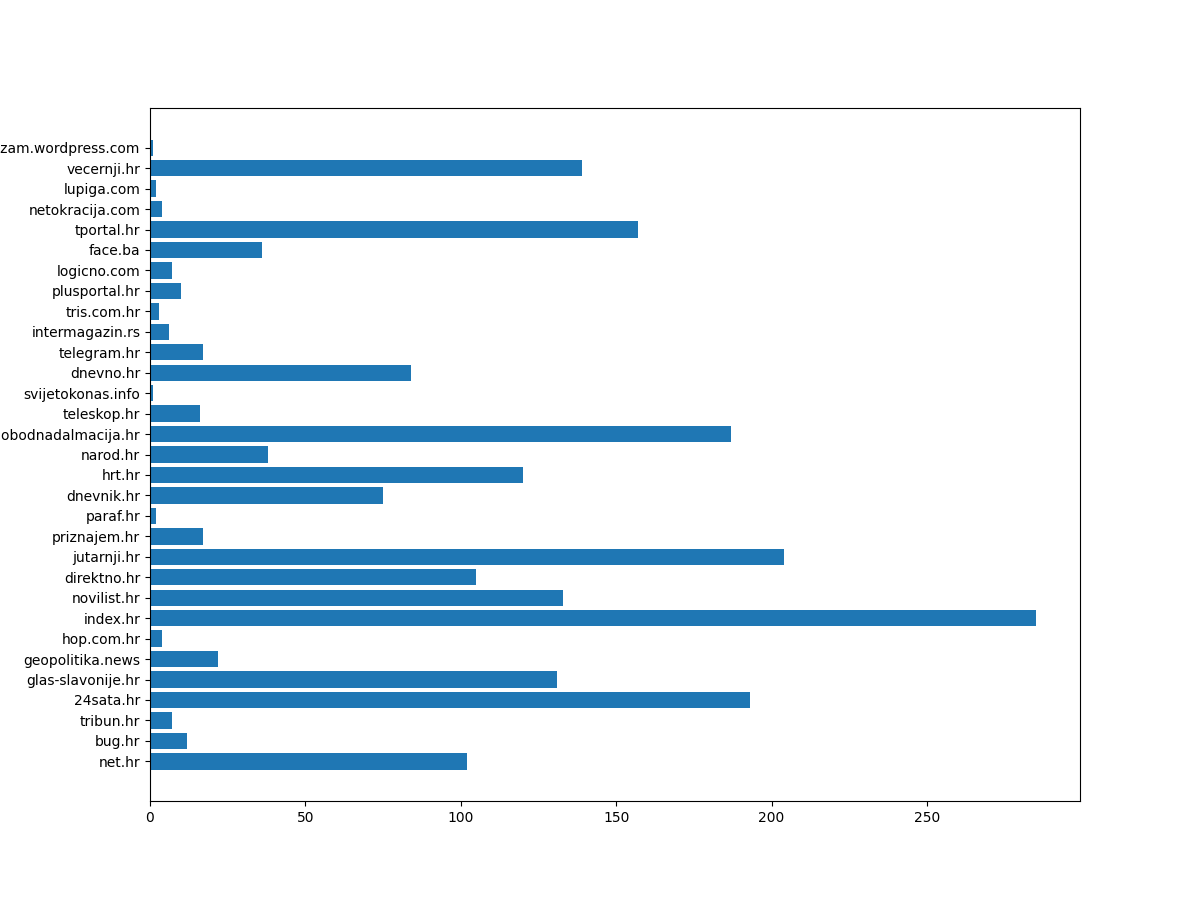 zam.wordpress.com
vecernji.hr
lupiga.com
netokracija.com
tportal.hr
face.ba
logicno.com
plusportal.hr
tris.com.hr
intermagazin.rs
telegram.hr
dnevno.hr
svijetokonas.info
teleskop.hr
obodnadalmacija.hr
narod.hr
hrt.hr
dnevnik.hr
paraf.hr
priznajem.hr
jutarnji.hr
direktno.hr
novilist.hr
index.hr
hop.com.hr
geopolitika.news
glas-slavonije.hr
24sata.hr
tribun.hr
bug.hr
net.hr
0 50 100 150 200 250